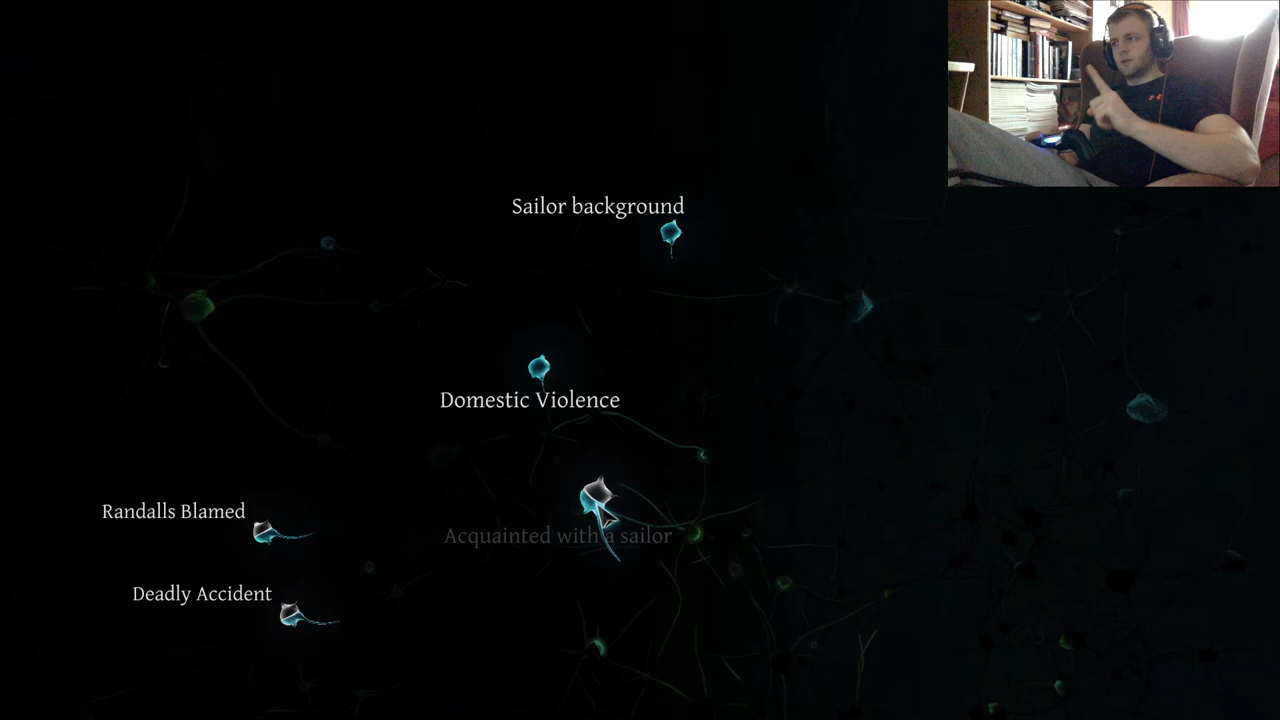 Sailor background
Domestic Violence
Randalls Blamed
Acquainted with a sailor
Deadly Accident